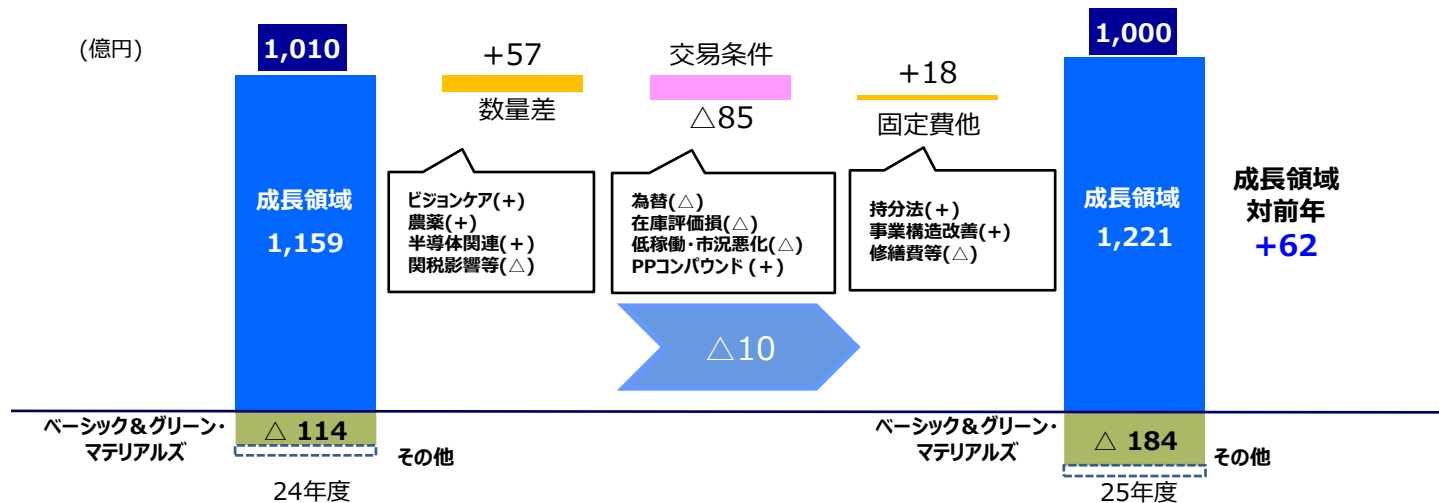 (億円)
1,010
成長領域
1,159
+57
数量差
ビジョンケア(+)
農薬(+)
半導体関連(+)
関税影響等(△)
交易条件
△85
為替(△)
在庫評価損(△)
低稼働・市況悪化(△)
PPコンパウンド(+)
+18
固定費他
持分法(+)
事業構造改善(+)
修繕費等(△)
△10
1,000
成長領域
1,221
成長領域
対前年
+62
ベーシック&グリーン・
マテリアルズ
△ 114
その他
24年度
ベーシック&グリーン・
マテリアルズ
△ 184
その他
25年度